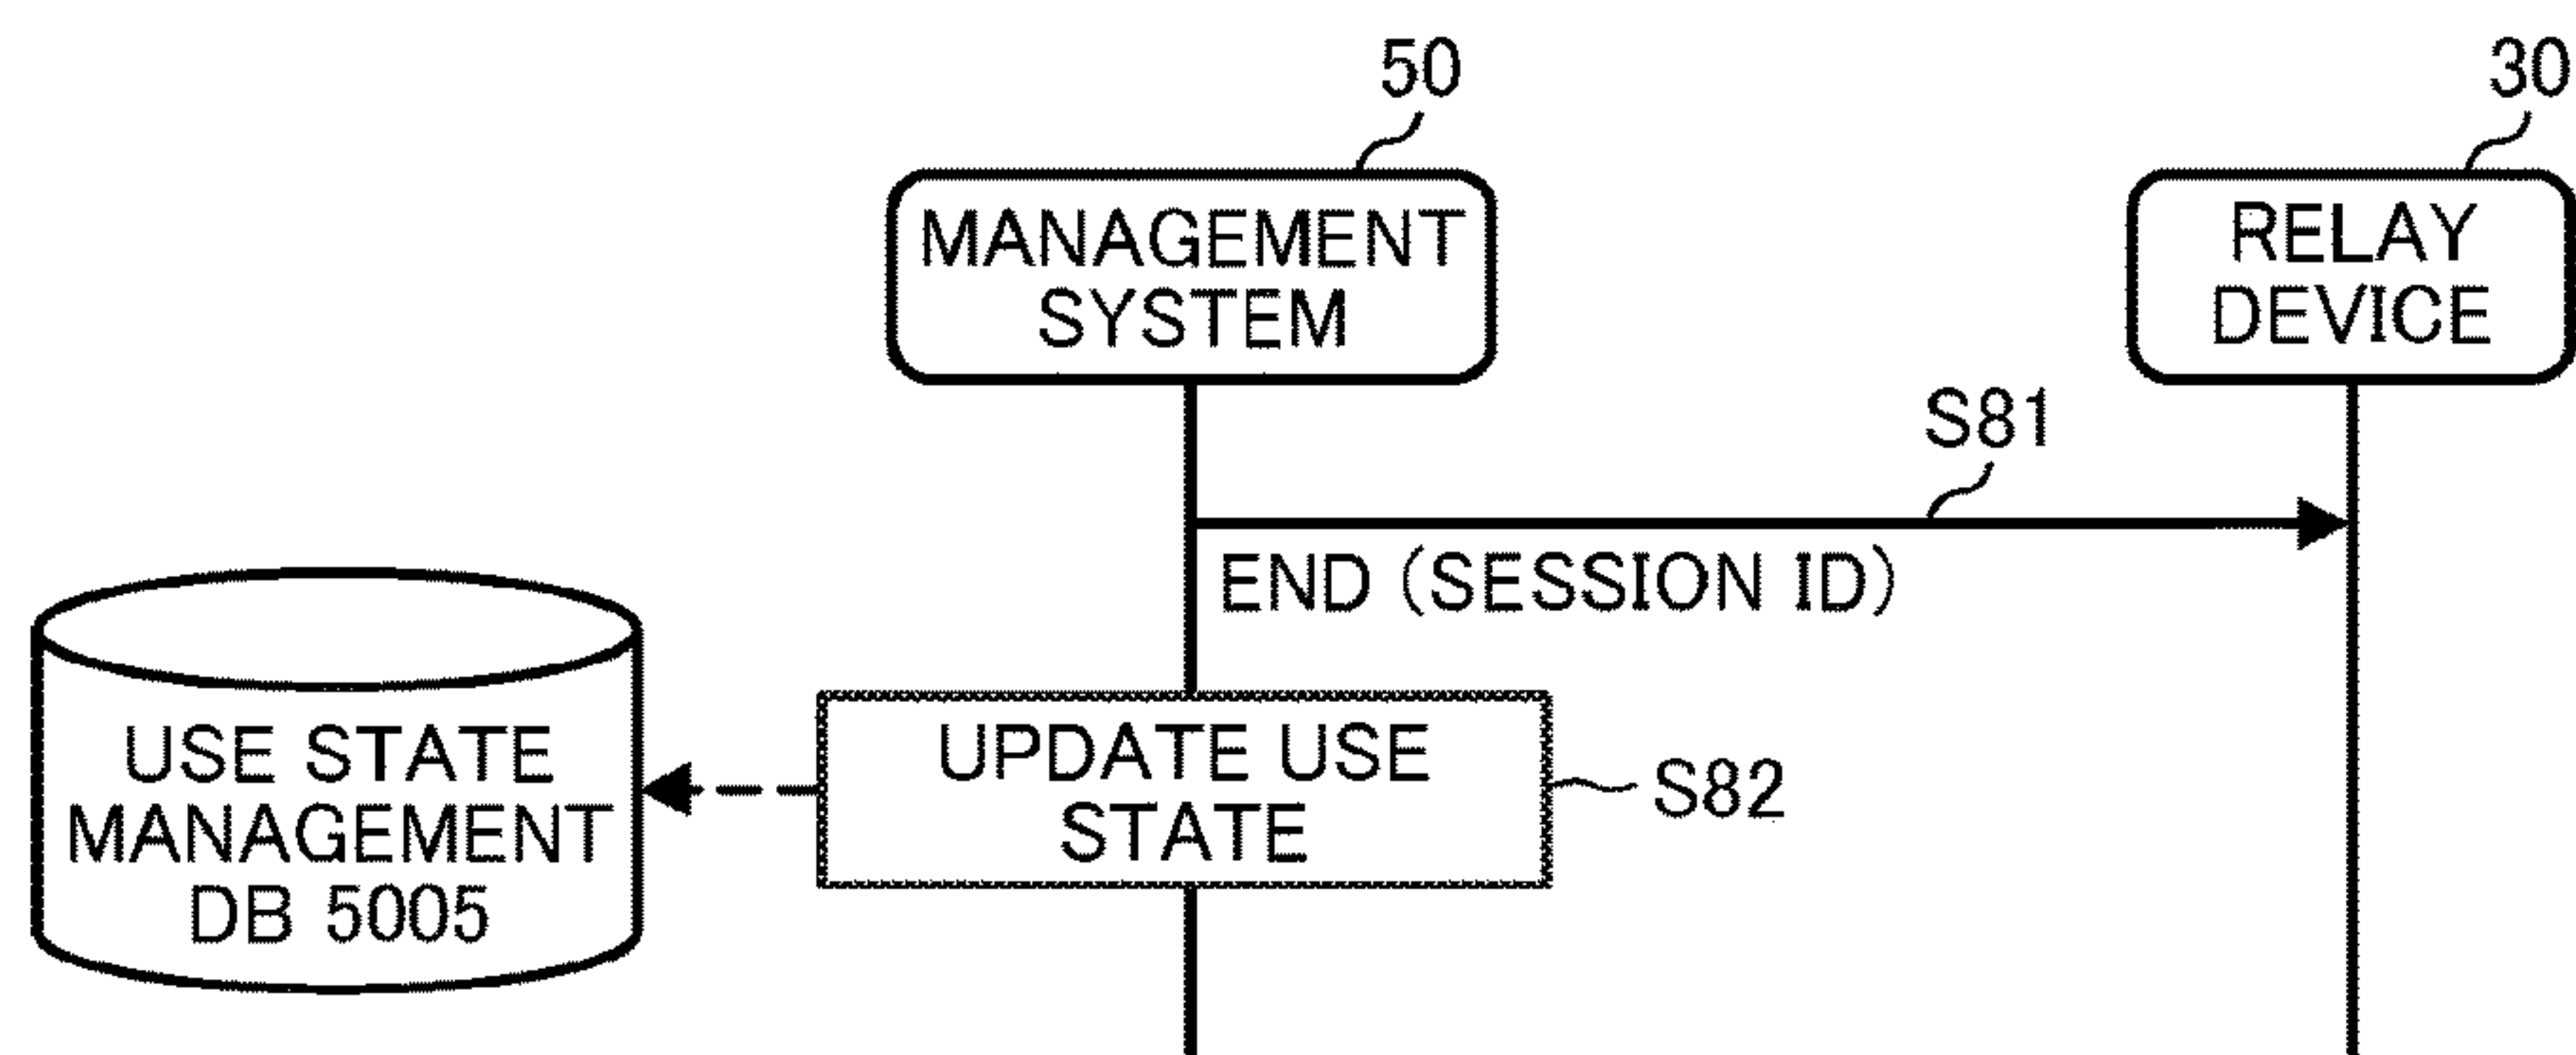 50
30
MANAGEMENT
SYSTEM
RELAY
DEVICE
S81
END (SESSION ID)
USE STATE
MANAGEMENT
DB 5005
UPDATE USE
STATE
S82